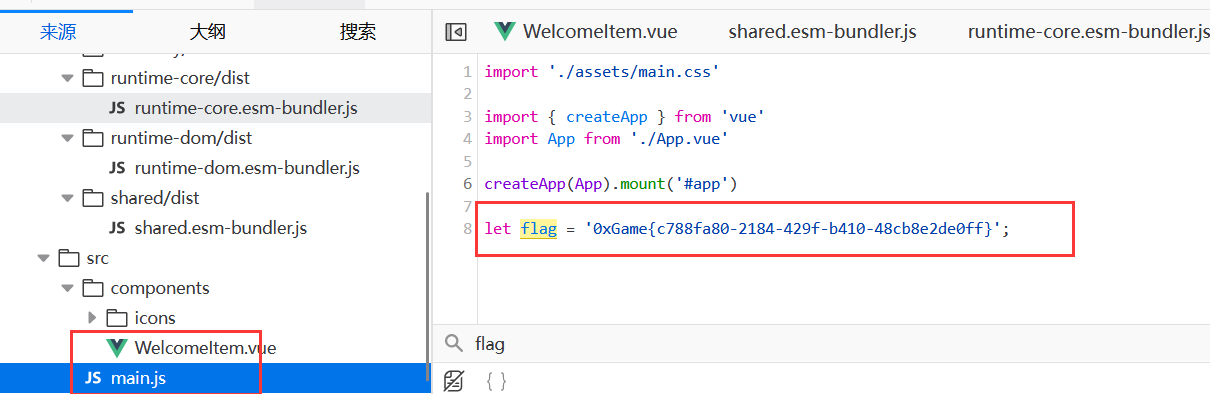 来源 大纲 搜索
runtime-core/dist
JS runtime-core.esm-bundler.js
runtime-dom/dist
JS runtime-dom.esm-bundler.js
shared/dist
JS shared.esm-bundler.js
src
components
icons
WelcomeItem.vue
JS main.js
WelcomeItem.vue shared.esm-bundler.js runtime-core.esm-bundler.js
1 import './assets/main.css'
2
3 import { createApp } from 'vue'
4 import App from './App.vue'
5
6 createApp(App).mount('#app')
7
8 let flag = '0xGame{c788fa80-2184-429f-b410-48cb8e2de0ff}';
flag
{ }